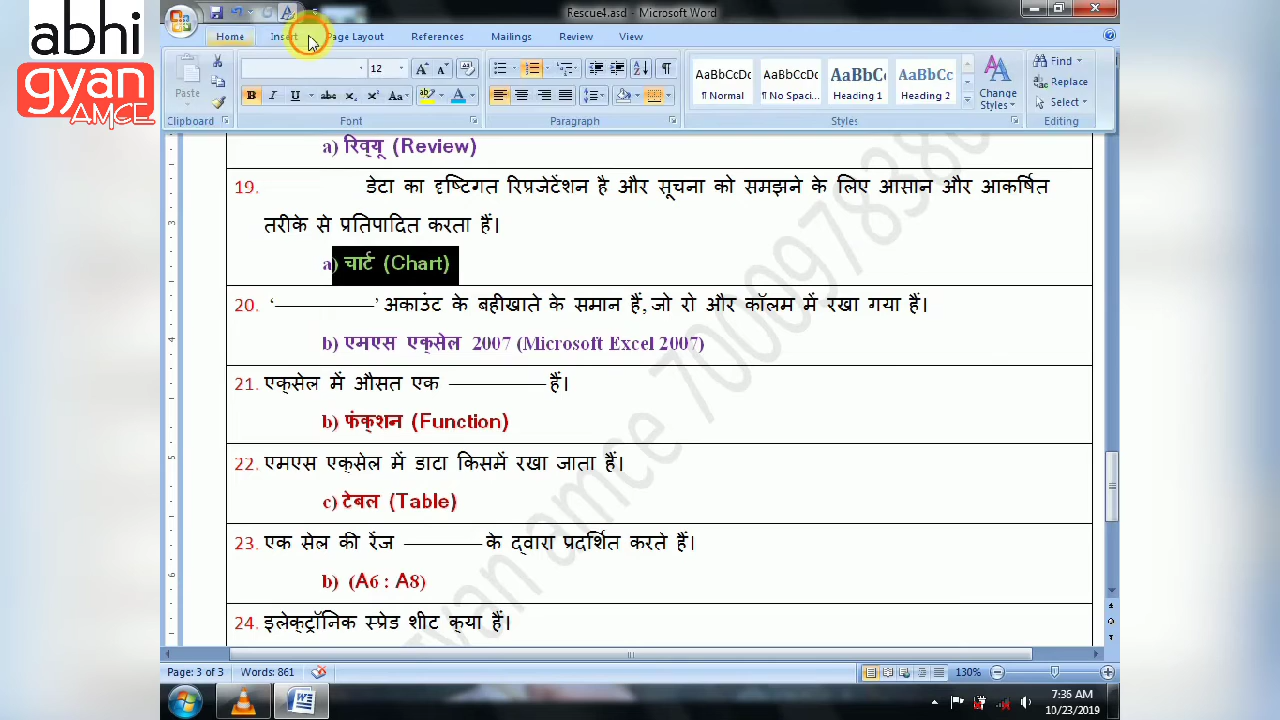 abhi
gyan
AMCE
Rescue4.asd - Microsoft Word
Home Insert Page Layout References Mailings Review View
Paste
12
AaBbCcDc AaBbCcDc AaBbC AaBbCc
¶ Normal ¶ No Spaci... Heading 1 Heading 2
Change Styles
Find
Replace
Select
Clipboard Font Paragraph Styles Editing
a) रिव्यू (Review)
19. डेटा का दृष्टिगत रिप्रजेटेंशन है और सूचना को समझने के लिए आसान और आकर्षित
तरीके से प्रतिपादित करता हैं।
a) चार्ट (Chart)
20. ‘——————’ अकाउंट के बहीखाते के समान हैं, जो रो और कॉलम में रखा गया हैं।
b) एमएस एक्सेल 2007 (Microsoft Excel 2007)
21. एक्सेल में औसत एक —————— हैं।
b) फंक्शन (Function)
22. एमएस एक्सेल में डाटा किसमें रखा जाता हैं।
c) टेबल (Table)
23. एक सेल की रेंज ————— के द्वारा प्रदर्शित करते हैं।
b) (A6 : A8)
24. इलेक्ट्रॉनिक स्प्रेड शीट क्या हैं।
gyan amce 7000978388
Page: 3 of 3 Words: 861 130%
7:35 AM
10/23/2019